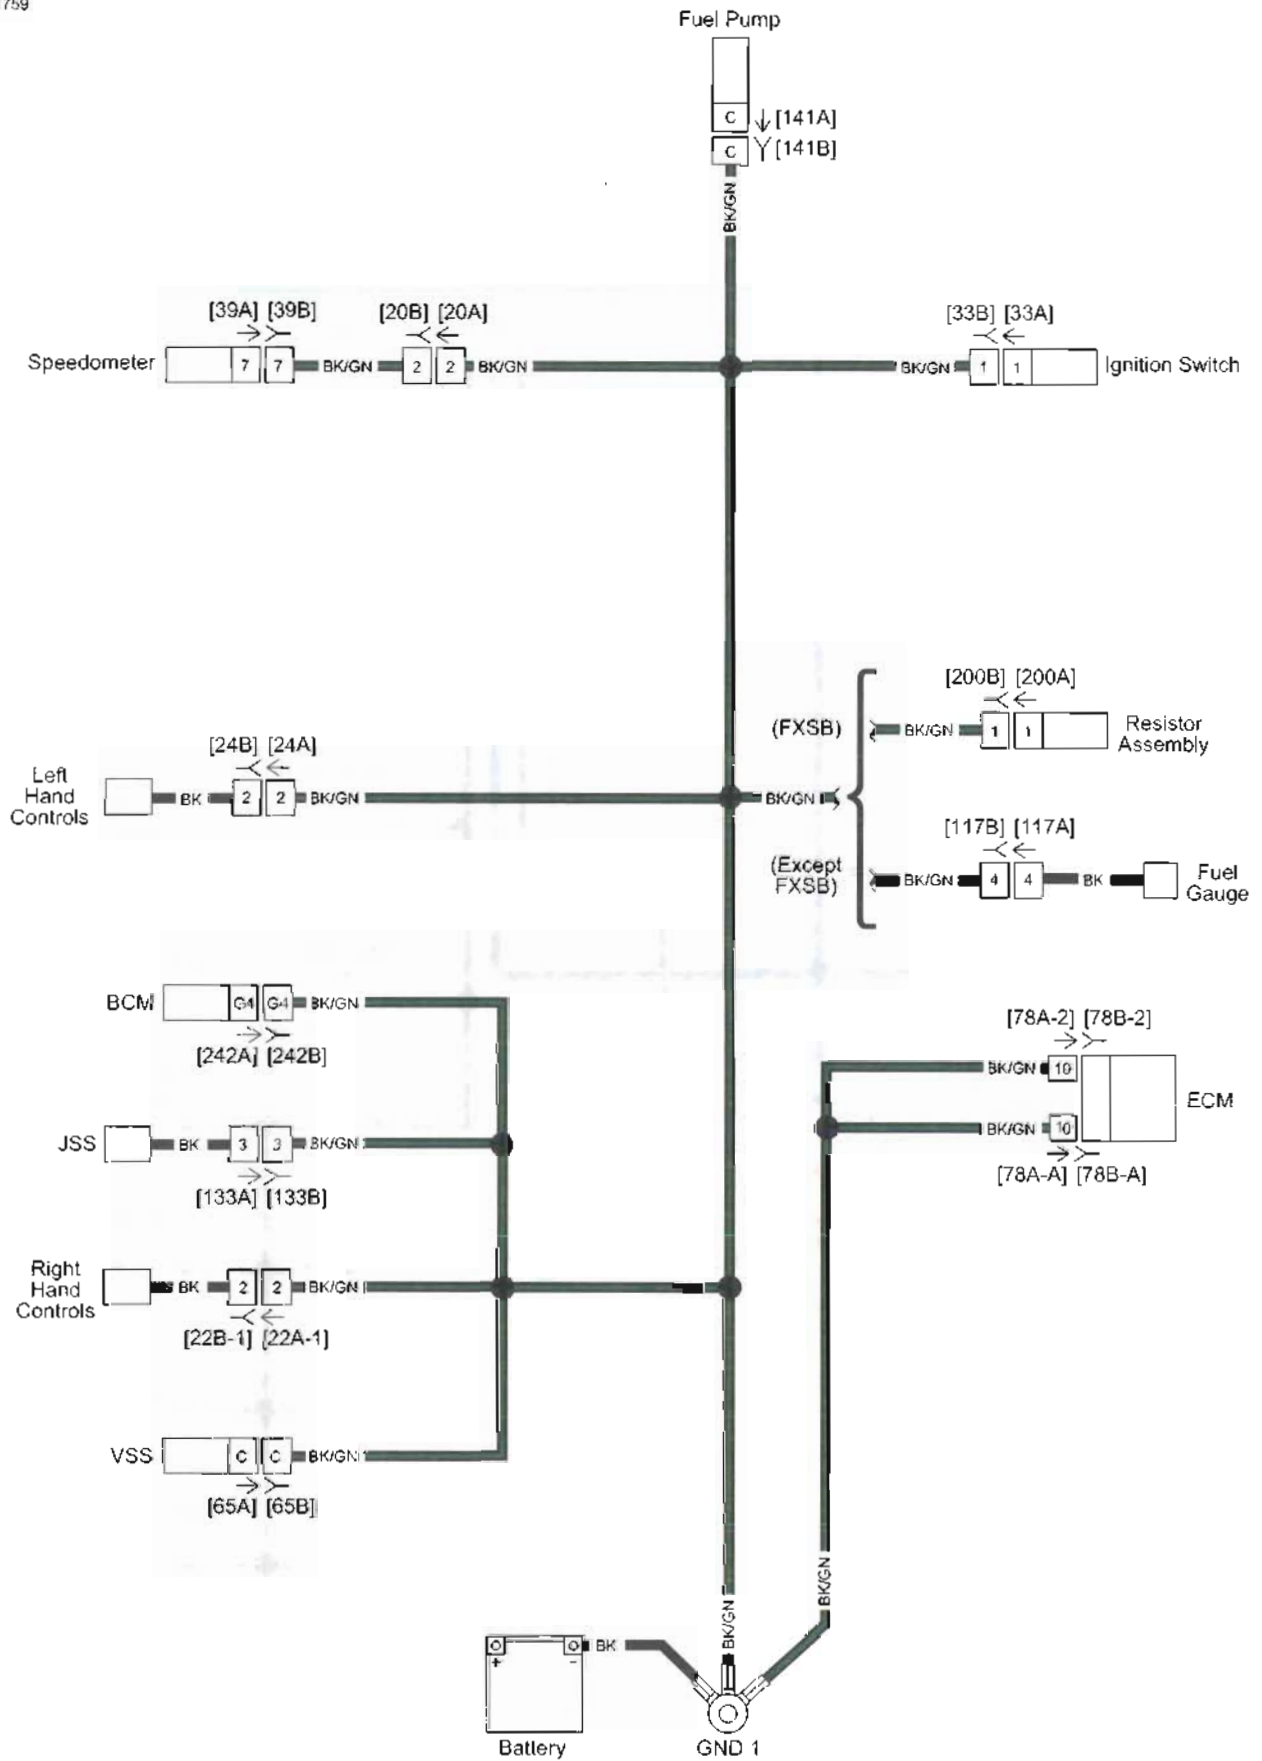 759
Fuel Pump
C
[141A]
C
[141B]
BK/GN
[39A] [39B]
[20B] [20A]
[33B] [33A]
Speedometer
7 7 BK/GN 2 2 BK/GN
BK/GN 1 1
Ignition Switch
[200B] [200A]
(FXSB)
BK/GN 1 1
Resistor
Assembly
[24B] [24A]
Left
Hand
Controls
BK 2 2 BK/GN
BK/GN
[117B] [117A]
(Except
FXSB)
BK/GN 4 4 BK
Fuel
Gauge
BCM
G4 G4 BK/GN
[242A] [242B]
[78A-2] [78B-2]
BK/GN 10
ECM
BK/GN 10
[78A-A] [78B-A]
JSS
BK 3 3 BK/GN
[133A] [133B]
Right
Hand
Controls
BK 2 2 BK/GN
[22B-1] [22A-1]
VSS
C C BK/GN
[65A] [65B]
BK/GN
BK/GN
BK
+ -
Battery
GND 1